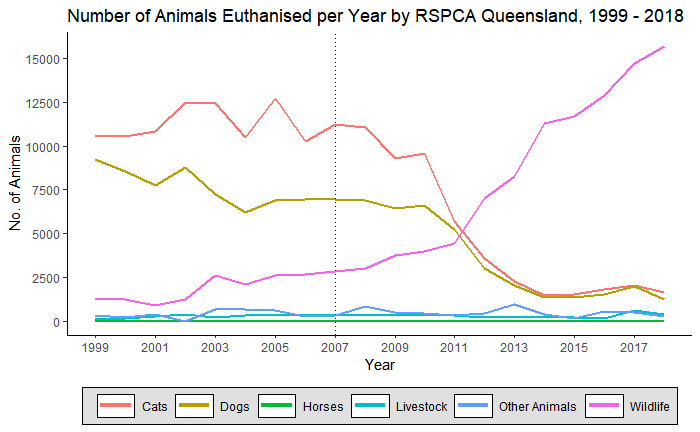 Number of Animals Euthanised per Year by RSPCA Queensland, 1999 - 2018
No. of Animals
15000
12500
10000
7500
5000
2500
0
1999 2001 2003 2005 2007 2009 2011 2013 2015 2017
Year
Cats Dogs Horses Livestock Other Animals Wildlife